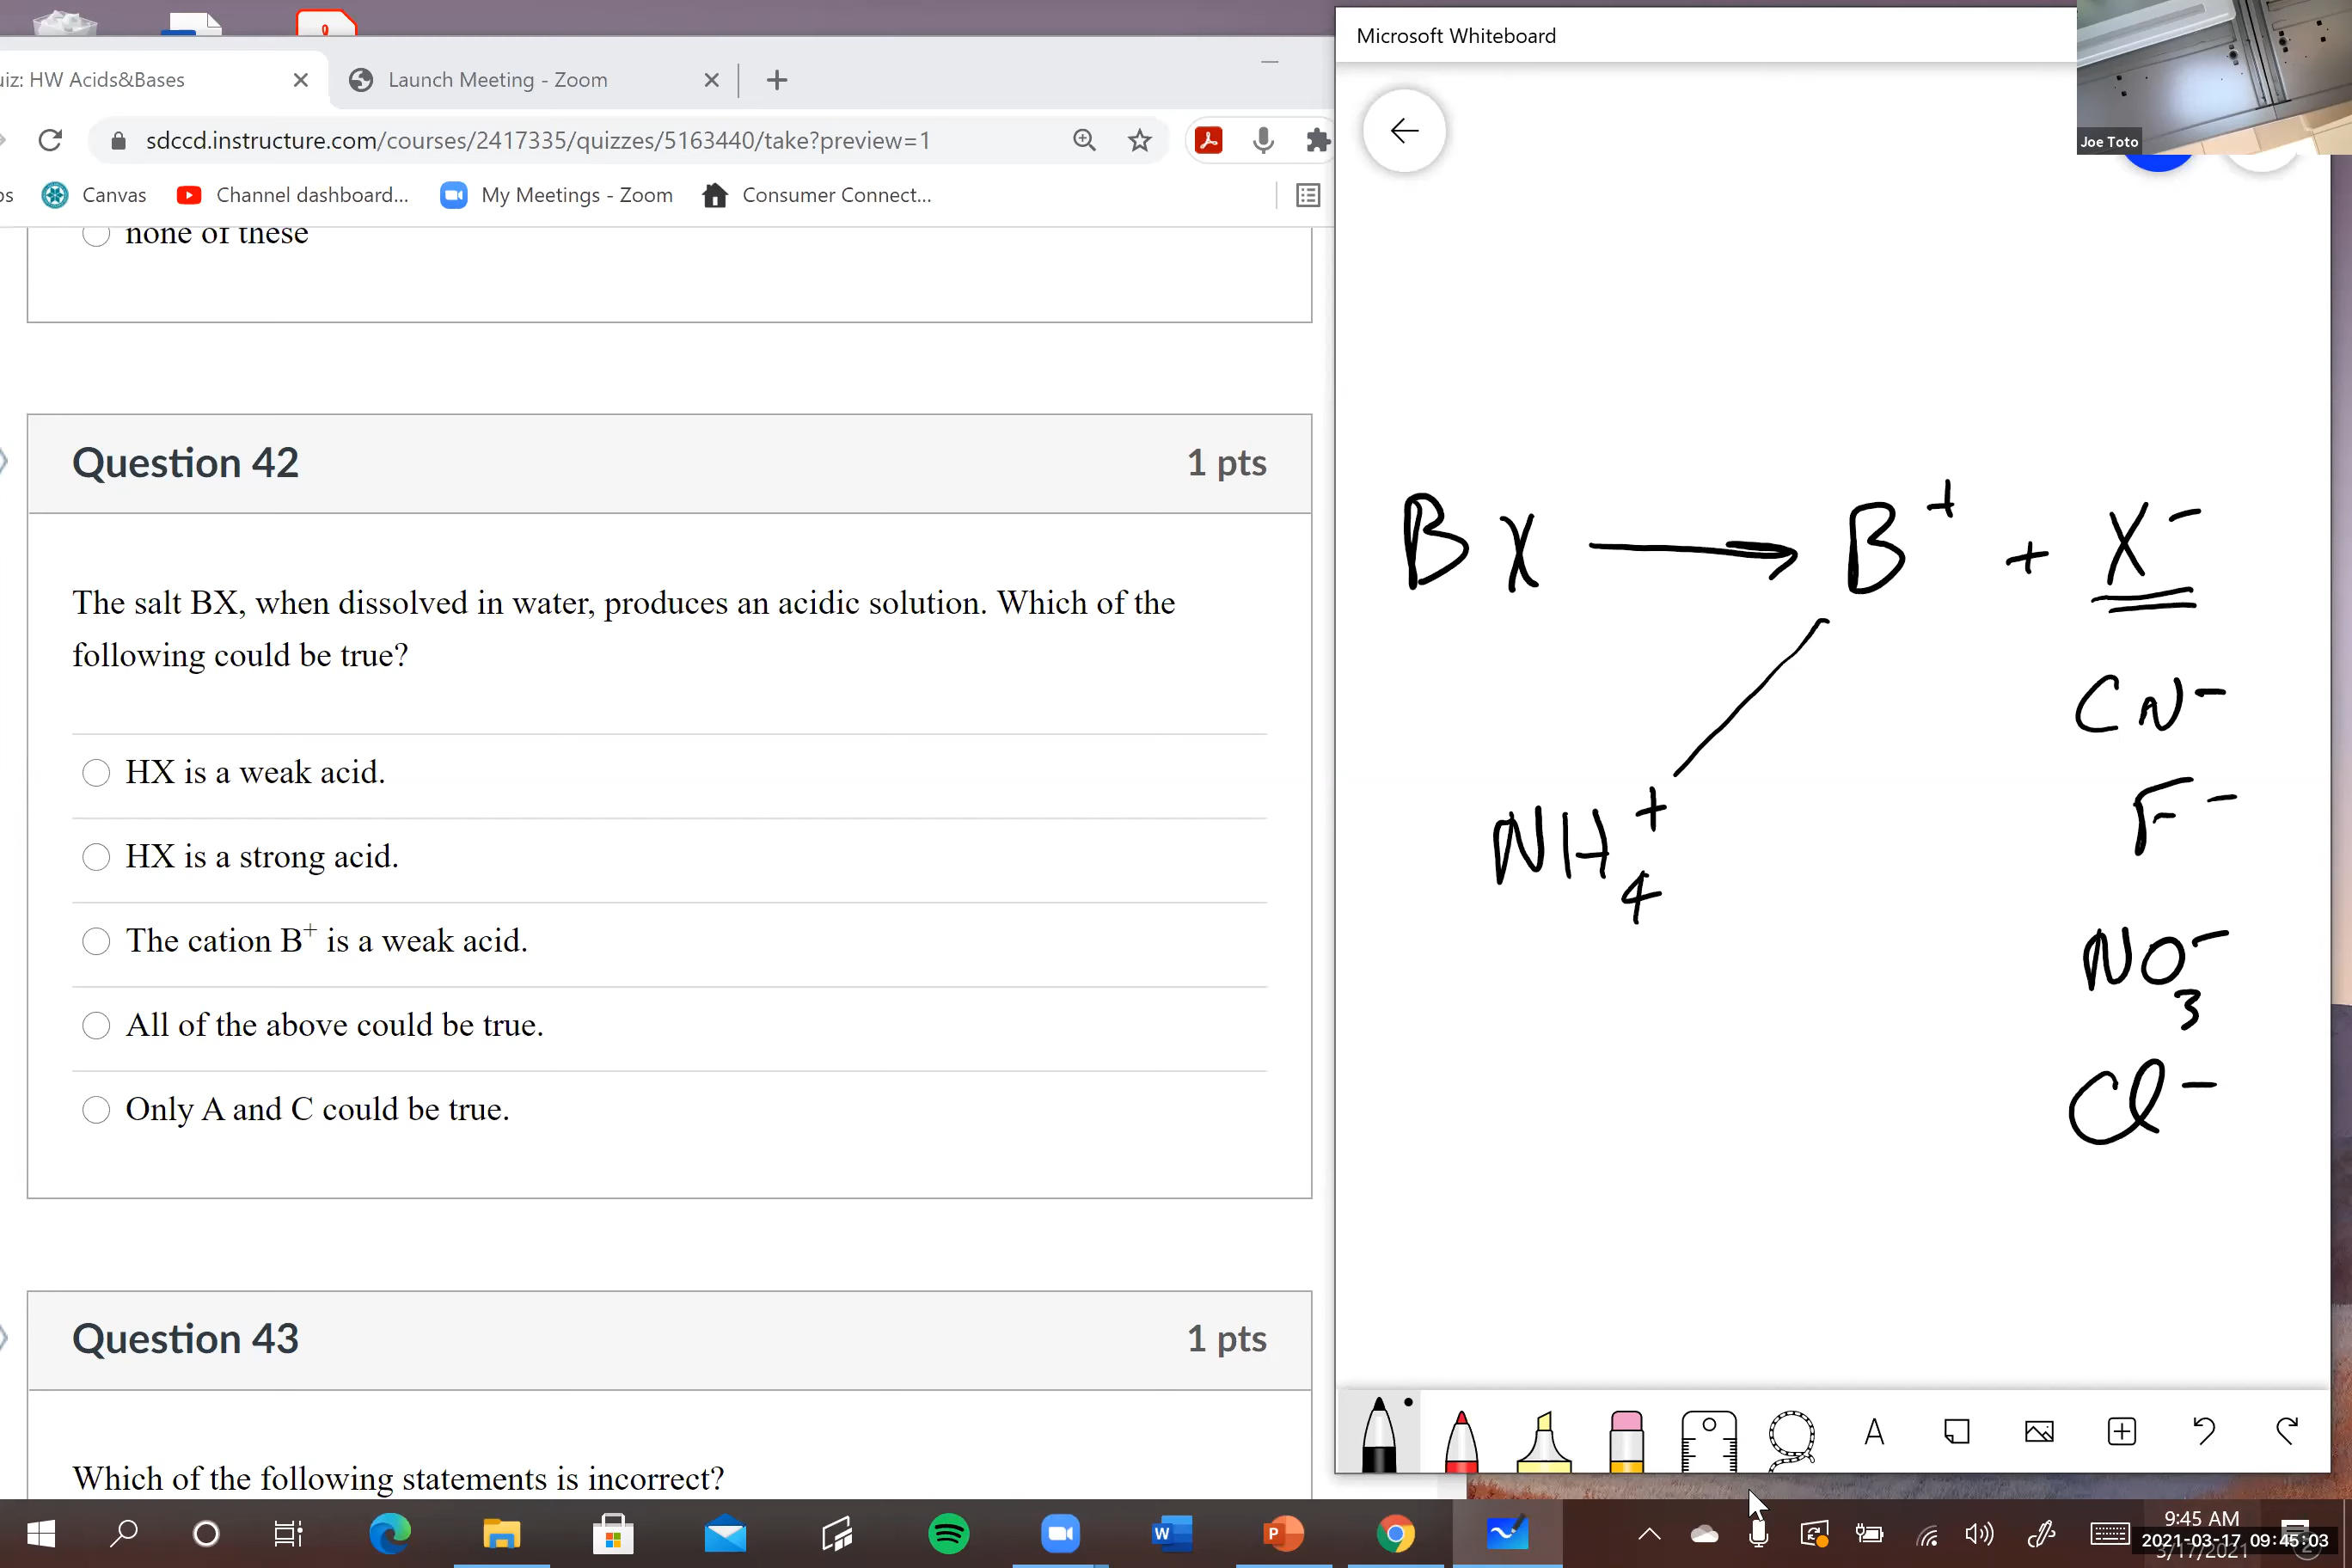 uiz: HW Acids&Bases
Launch Meeting - Zoom
sdccd.instructure.com/courses/2417335/quizzes/5163440/take?preview=1
Canvas
Channel dashboard...
My Meetings - Zoom
Consumer Connect...
none of these
Question 42
1 pts
The salt BX, when dissolved in water, produces an acidic solution. Which of the
following could be true?
HX is a weak acid.
HX is a strong acid.
The cation B⁺ is a weak acid.
All of the above could be true.
Only A and C could be true.
Question 43
1 pts
Which of the following statements is incorrect?
Microsoft Whiteboard
Joe Toto
BX → B⁺ + X⁻
CN⁻
F⁻
NH₄⁺
NO₃⁻
Cl⁻
9:45 AM
2021-03-17 09:45:03
3/17/2021